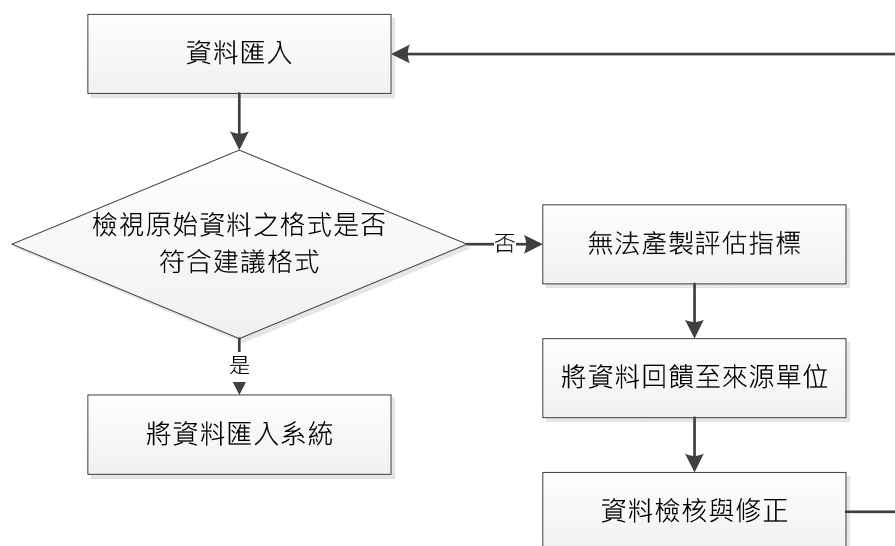 資料匯入
檢視原始資料之格式是否
符合建議格式
否
無法產製評估指標
是
將資料回饋至來源單位
將資料匯入系統
資料檢核與修正